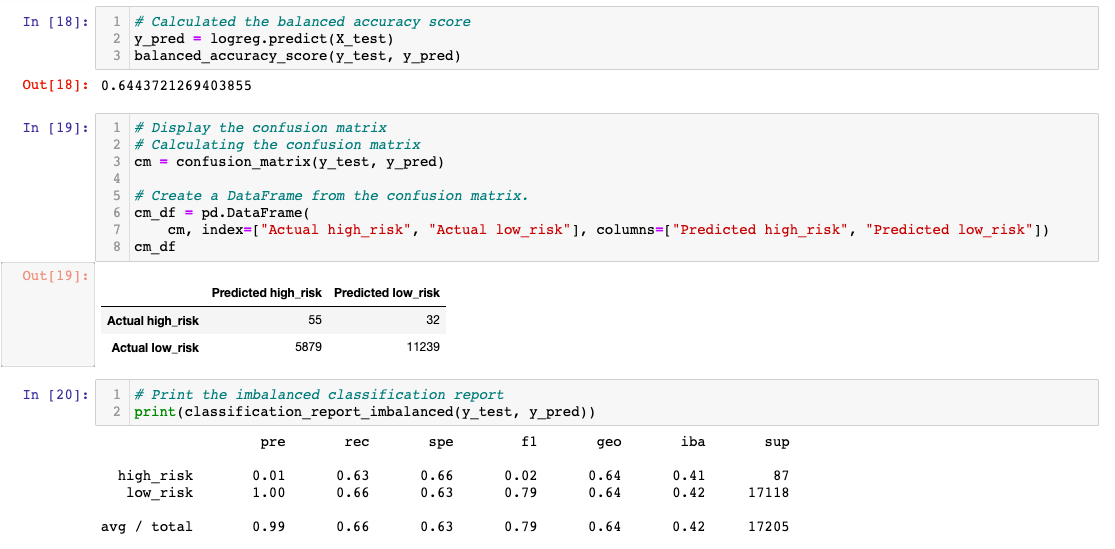 In [18]:
1 # Calculated the balanced accuracy score
2 y_pred = logreg.predict(X_test)
3 balanced_accuracy_score(y_test, y_pred)
Out[18]: 0.6443721269403855
In [19]:
1 # Display the confusion matrix
2 # Calculating the confusion matrix
3 cm = confusion_matrix(y_test, y_pred)
4
5 # Create a DataFrame from the confusion matrix.
6 cm_df = pd.DataFrame(
7     cm, index=["Actual high_risk", "Actual low_risk"], columns=["Predicted high_risk", "Predicted low_risk"])
8 cm_df
Out[19]:
Predicted high_risk Predicted low_risk
Actual high_risk 55 32
Actual low_risk 5879 11239
In [20]:
1 # Print the imbalanced classification report
2 print(classification_report_imbalanced(y_test, y_pred))
pre rec spe f1 geo iba sup
high_risk 0.01 0.63 0.66 0.02 0.64 0.41 87
low_risk 1.00 0.66 0.63 0.79 0.64 0.42 17118
avg / total 0.99 0.66 0.63 0.79 0.64 0.42 17205